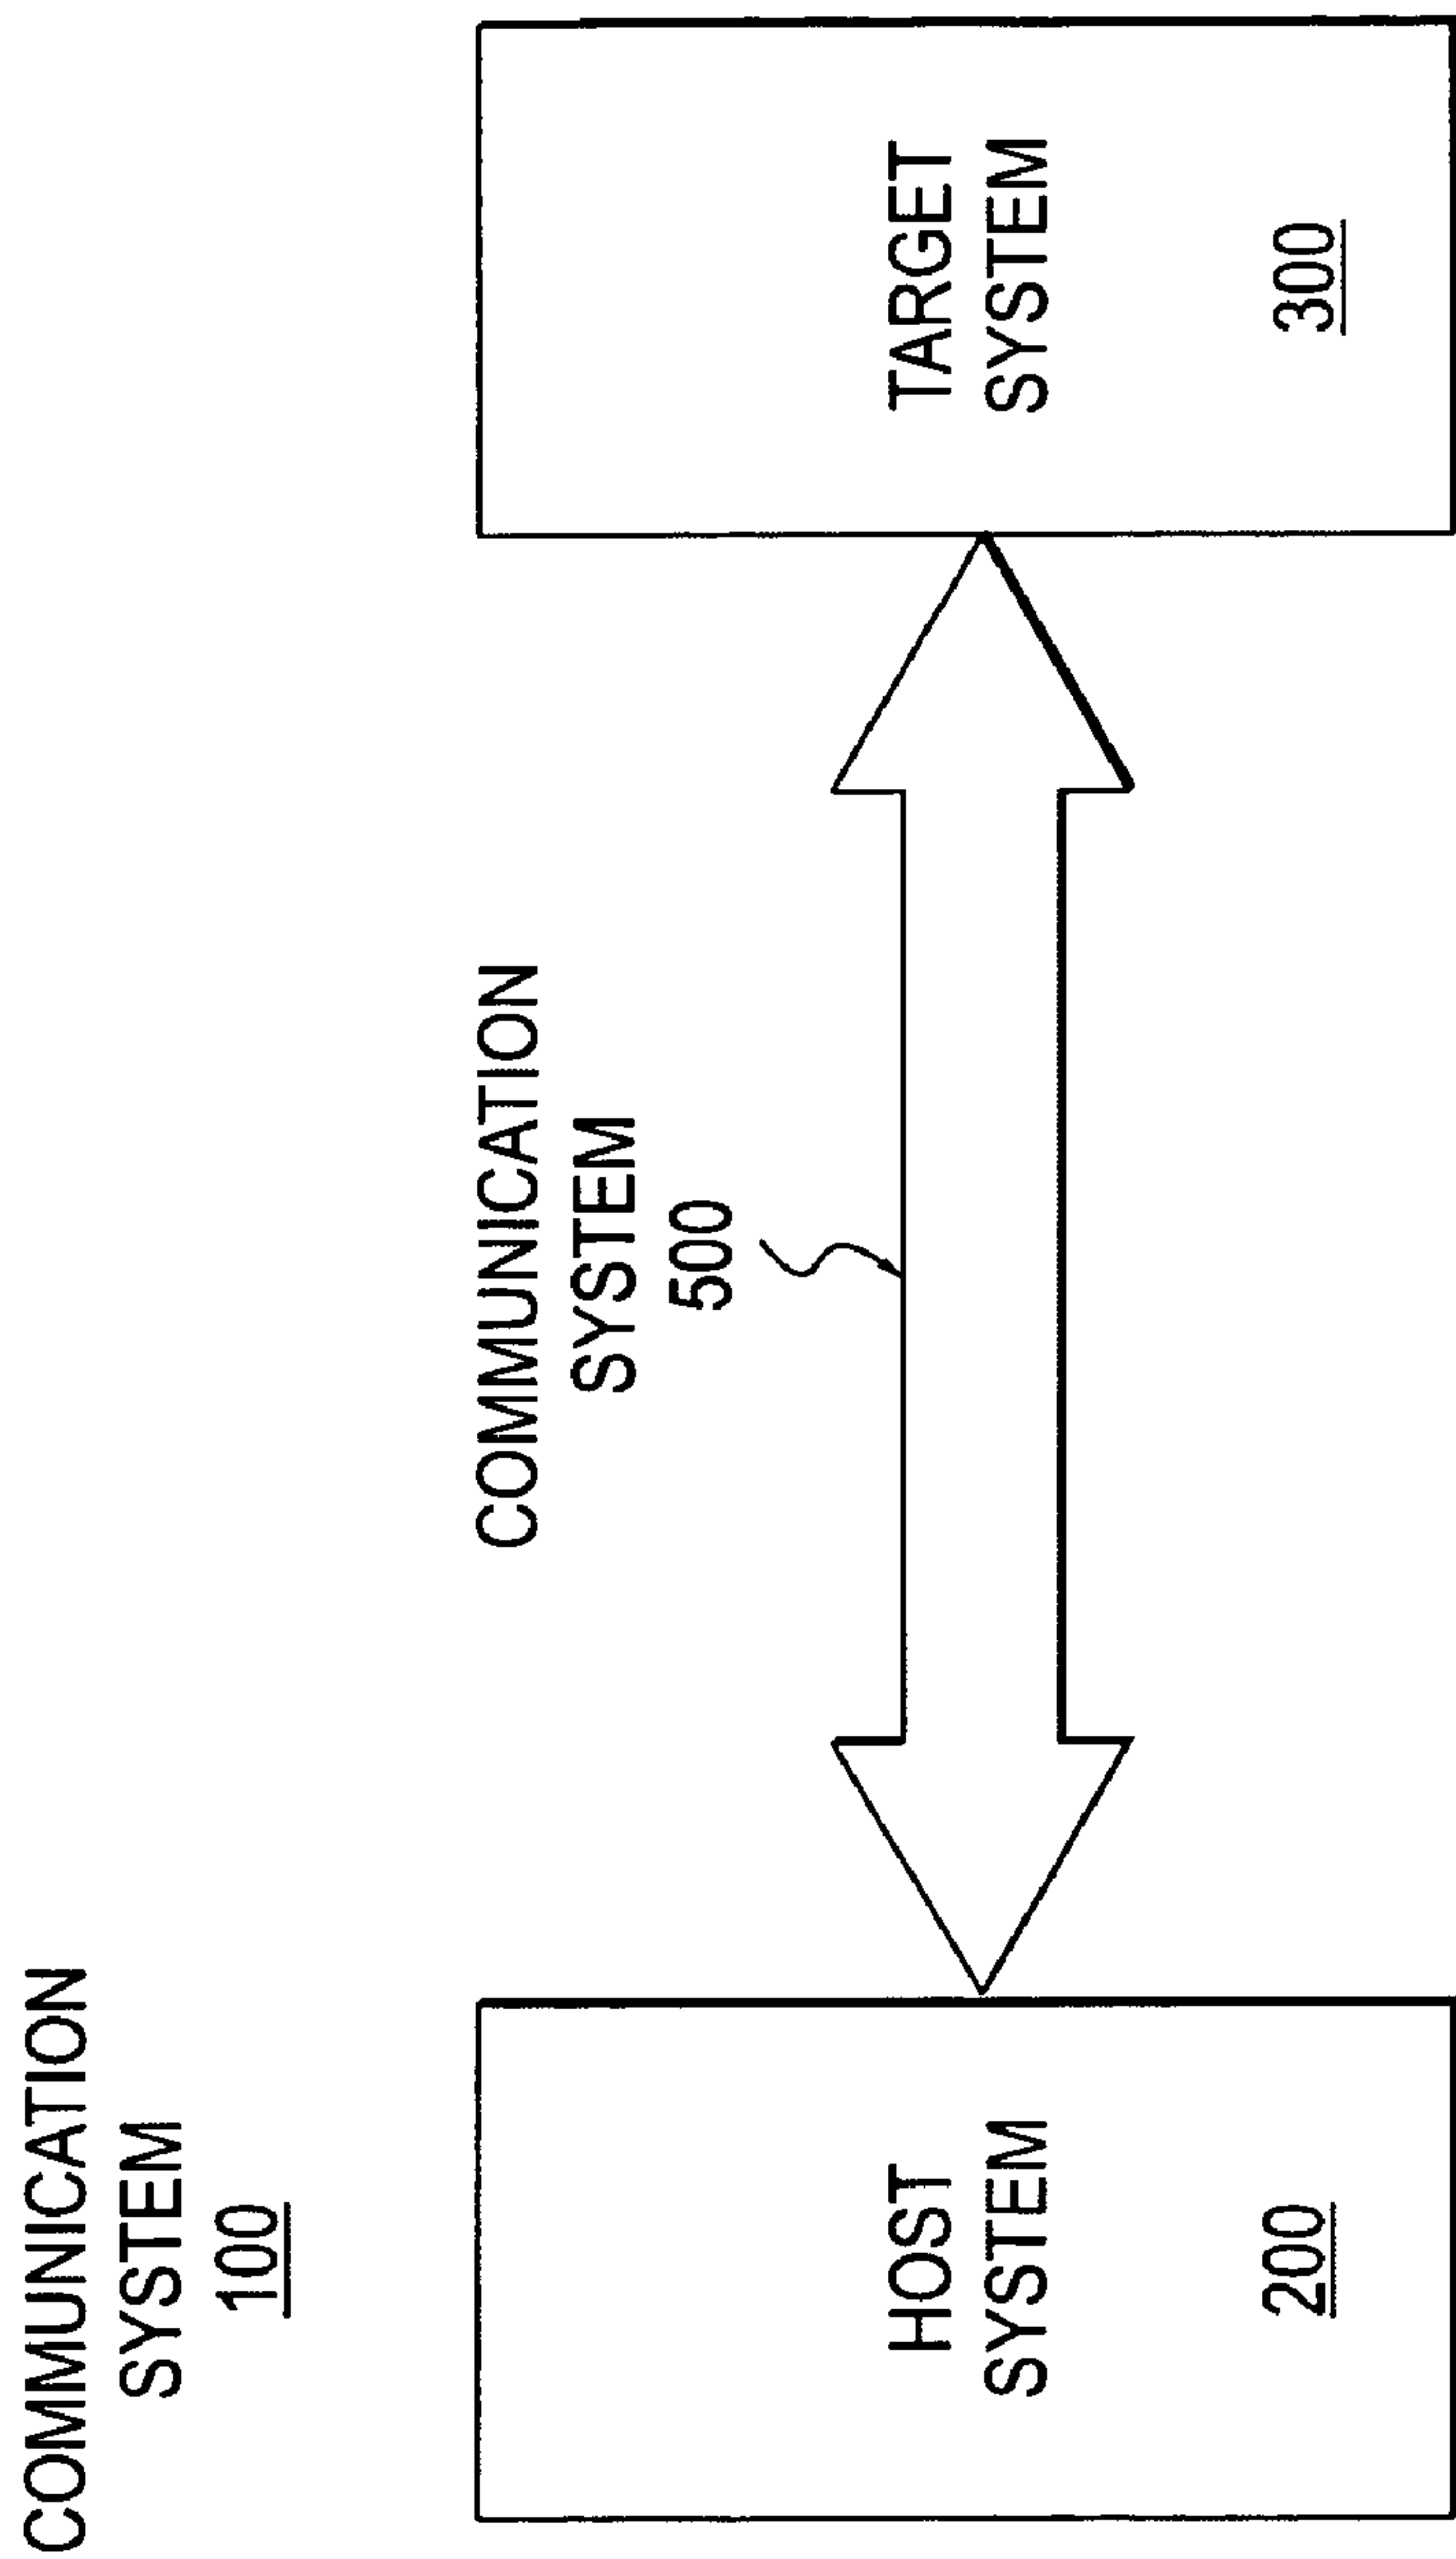 COMMUNICATION
SYSTEM
100
COMMUNICATION
SYSTEM
500
HOST
SYSTEM
200
TARGET
SYSTEM
300